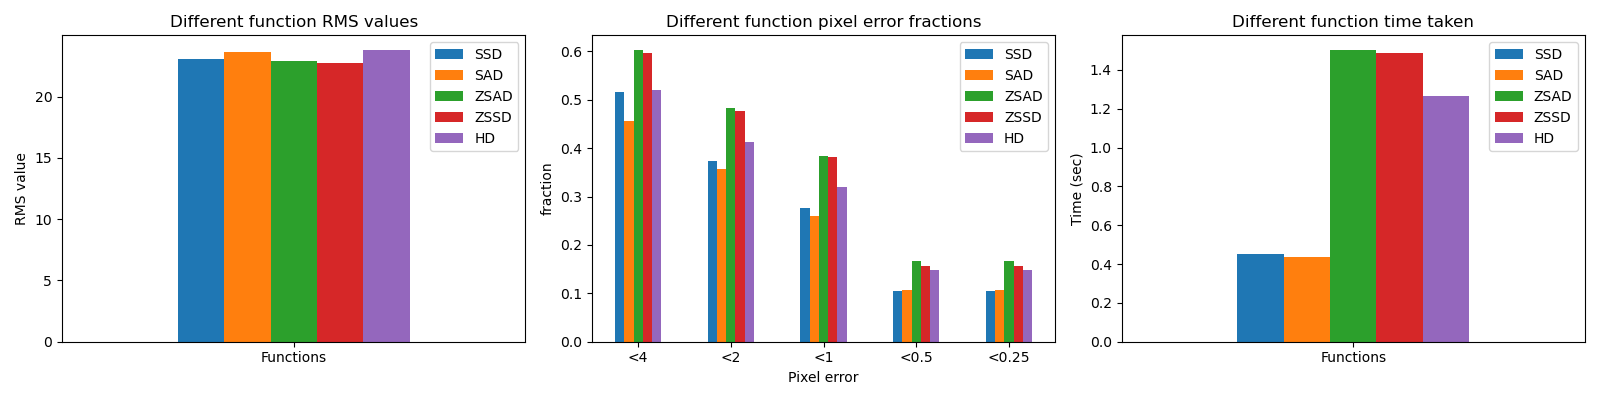 Different function RMS values
RMS value
20
15
10
5
0
Functions
SSD
SAD
ZSAD
ZSSD
HD
Different function pixel error fractions
fraction
0.6
0.5
0.4
0.3
0.2
0.1
0.0
<4
<2
<1
<0.5
<0.25
Pixel error
SSD
SAD
ZSAD
ZSSD
HD
Different function time taken
Time (sec)
1.4
1.2
1.0
0.8
0.6
0.4
0.2
0.0
Functions
SSD
SAD
ZSAD
ZSSD
HD